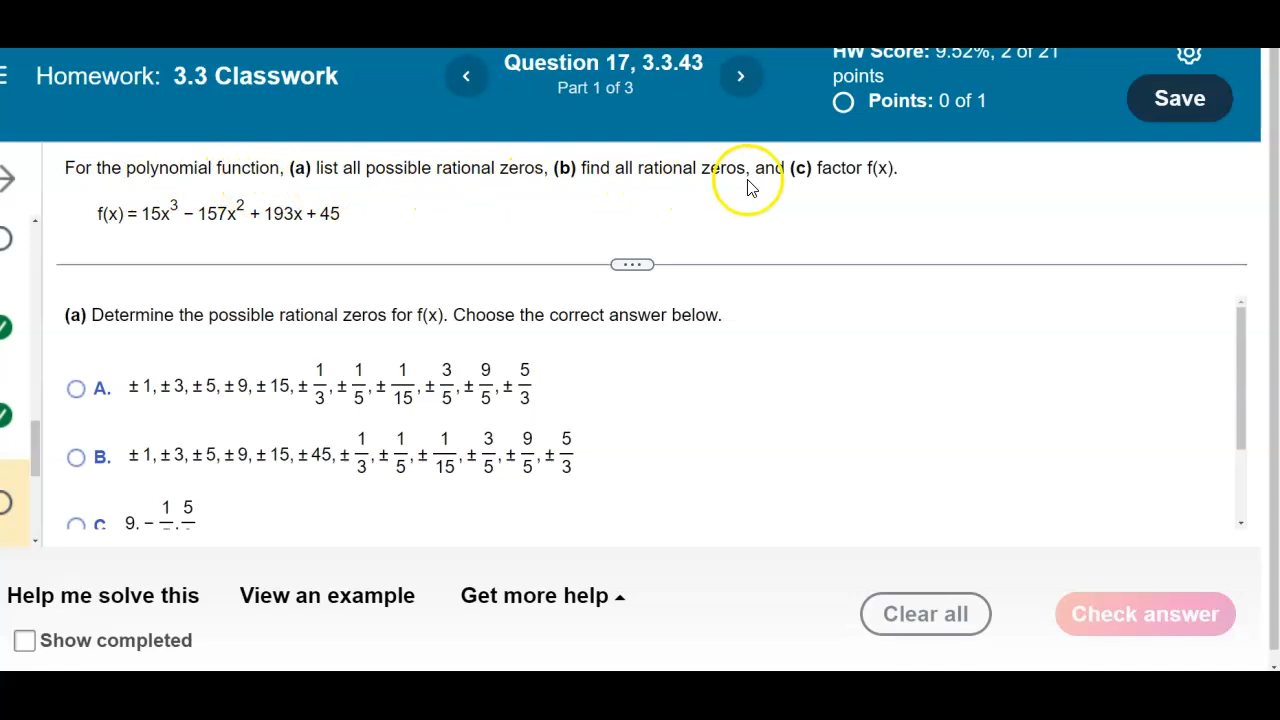 Homework: 3.3 Classwork
Question 17, 3.3.43
Part 1 of 3
HW Score: 9.52%, 2 of 21
points
Points: 0 of 1
Save
For the polynomial function, (a) list all possible rational zeros, (b) find all rational zeros, and (c) factor f(x).
f(x) = 15x³ − 157x² + 193x + 45
(a) Determine the possible rational zeros for f(x). Choose the correct answer below.
A. ± 1, ± 3, ± 5, ± 9, ± 15, ± 1/3, ± 1/5, ± 1/15, ± 3/5, ± 9/5, ± 5/3
B. ± 1, ± 3, ± 5, ± 9, ± 15, ± 45, ± 1/3, ± 1/5, ± 1/15, ± 3/5, ± 9/5, ± 5/3
C. 9, − 1 5
Help me solve this
View an example
Get more help
Clear all
Check answer
Show completed